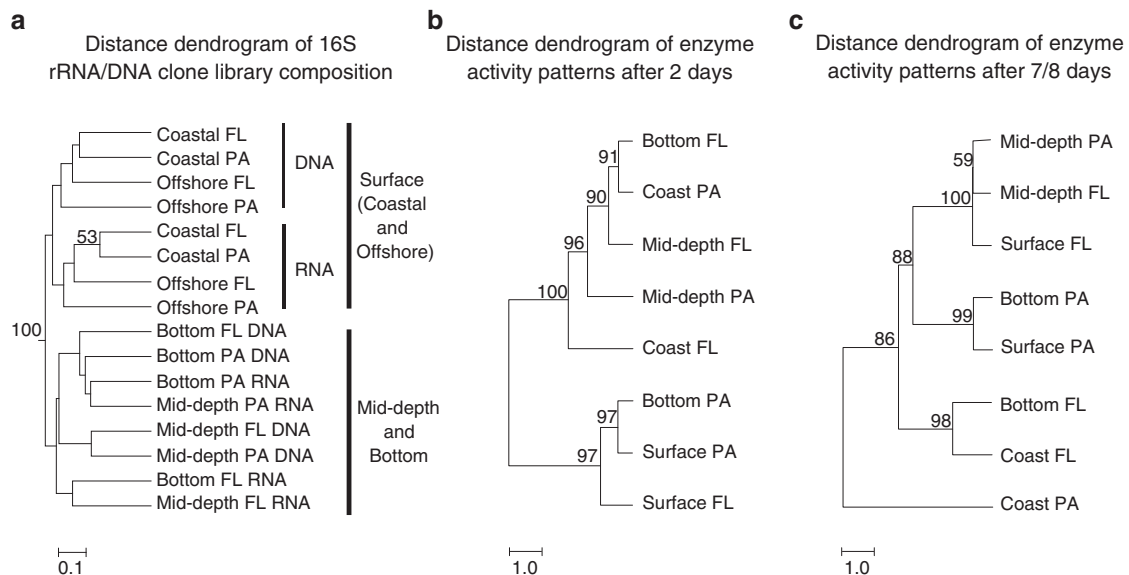 a
Distance dendrogram of 16S
rRNA/DNA clone library composition
Coastal FL
Coastal PA
Offshore FL
Offshore PA
DNA
53
Coastal FL
Coastal PA
Offshore FL
Offshore PA
RNA
Surface
(Coastal
and
Offshore)
100
Bottom FL DNA
Bottom PA DNA
Bottom PA RNA
Mid-depth PA RNA
Mid-depth FL DNA
Mid-depth PA DNA
Bottom FL RNA
Mid-depth FL RNA
Mid-depth
and
Bottom
0.1
b
Distance dendrogram of enzyme
activity patterns after 2 days
91
Bottom FL
90
Coast PA
96
Mid-depth FL
100
Mid-depth PA
Coast FL
97
Bottom PA
97
Surface PA
Surface FL
1.0
c
Distance dendrogram of enzyme
activity patterns after 7/8 days
59
Mid-depth PA
100
Mid-depth FL
Surface FL
88
99
Bottom PA
Surface PA
86
98
Bottom FL
Coast FL
Coast PA
1.0